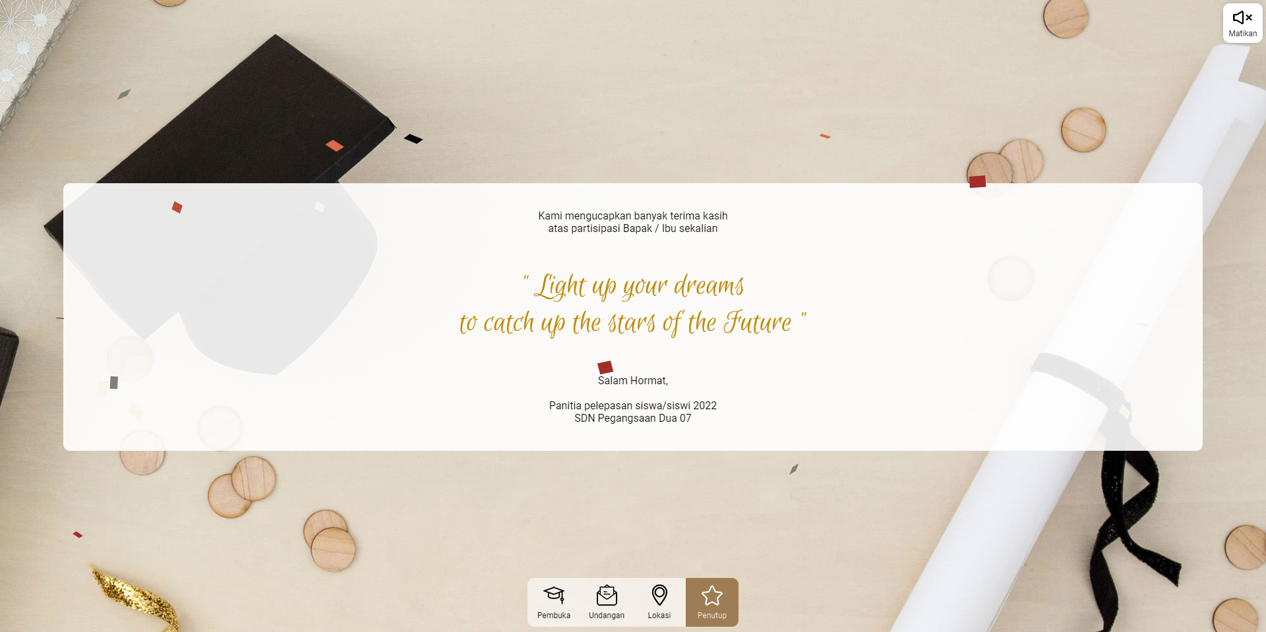 Matikan
Kami mengucapkan banyak terima kasih
atas partisipasi Bapak / Ibu sekalian
" Light up your dreams
to catch up the stars of the Future "
Salam Hormat,
Panitia pelepasan siswa/siswi 2022
SDN Pegangsaan Dua 07
Pembuka
Undangan
Lokasi
Penutup